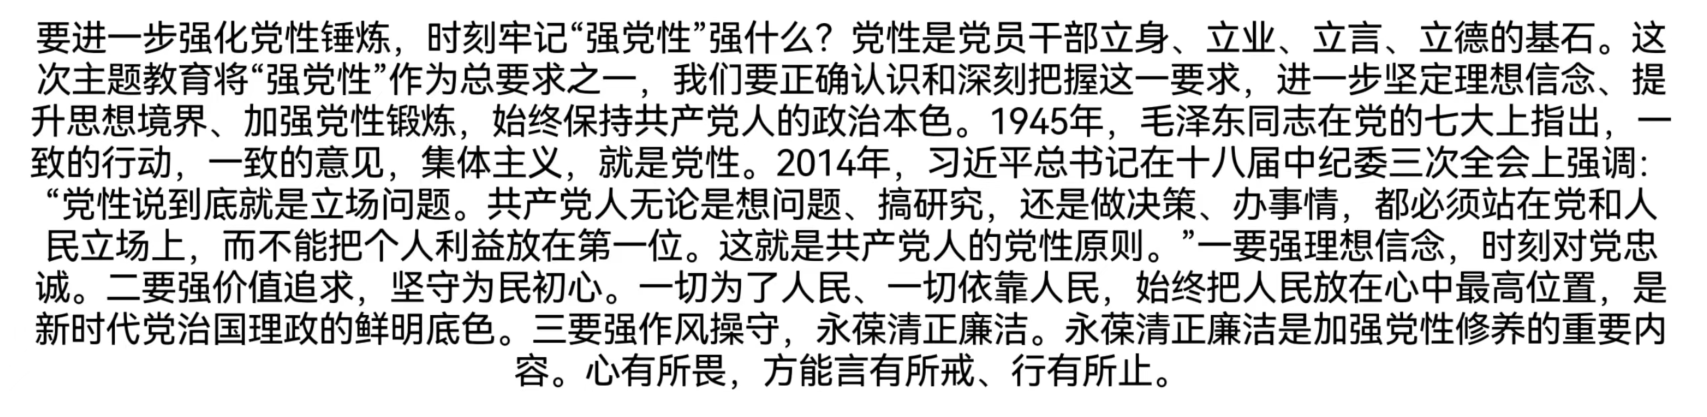 要进一步强化党性锤炼，时刻牢记“强党性”强什么？党性是党员干部立身、立业、立言、立德的基石。这
次主题教育将“强党性”作为总要求之一，我们要正确认识和深刻把握这一要求，进一步坚定理想信念、提
升思想境界、加强党性锻炼，始终保持共产党人的政治本色。1945年，毛泽东同志在党的七大上指出，一
致的行动，一致的意见，集体主义，就是党性。2014年，习近平总书记在十八届中纪委三次全会上强调：
“党性说到底就是立场问题。共产党人无论是想问题、搞研究，还是做决策、办事情，都必须站在党和人
民立场上，而不能把个人利益放在第一位。这就是共产党人的党性原则。”一要强理想信念，时刻对党忠
诚。二要强价值追求，坚守为民初心。一切为了人民、一切依靠人民，始终把人民放在心中最高位置，是
新时代党治国理政的鲜明底色。三要强作风操守，永葆清正廉洁。永葆清正廉洁是加强党性修养的重要内
容。心有所畏，方能言有所戒、行有所止。